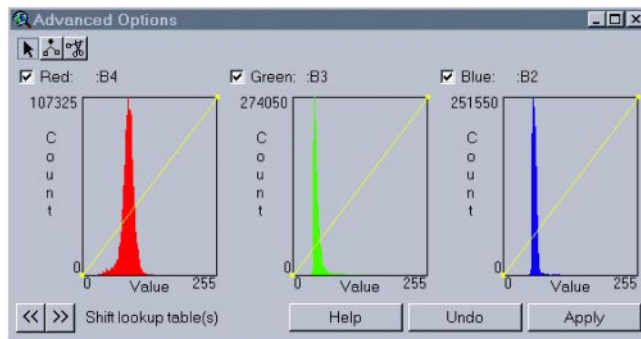 Advanced Options
Red: :B4 Green: :B3 Blue: :B2
107325 274050 251550
Count Count Count
0 0 0
0 Value 255 0 Value 255 0 Value 255
<< >> Shift lookup table(s) Help Undo Apply